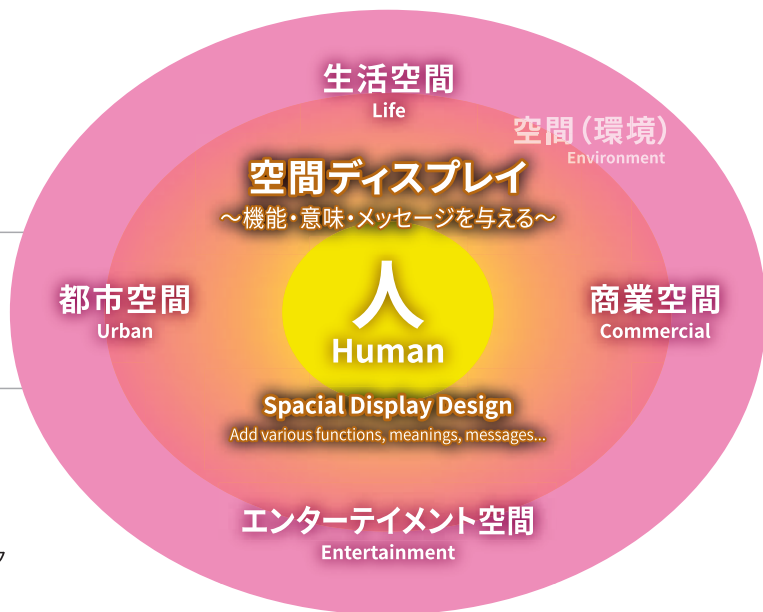 生活空間
Life
空間（環境）
Environment
空間ディスプレイ
〜機能・意味・メッセージを与える〜
都市空間
Urban
人
Human
商業空間
Commercial
Spacial Display Design
Add various functions, meanings, messages...
エンターテイメント空間
Entertainment